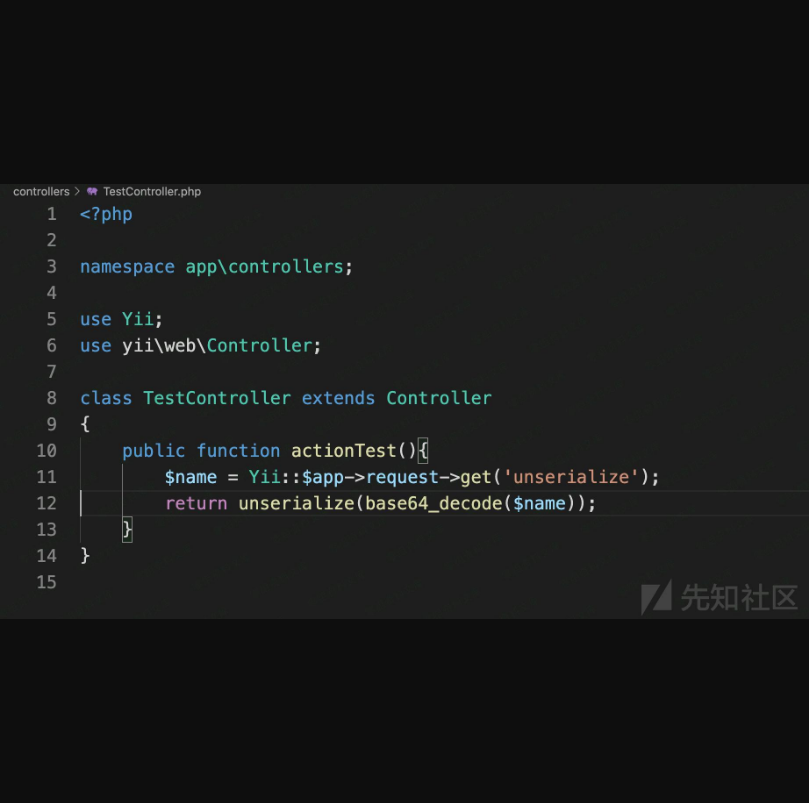 controllers > TestController.php
1 <?php
2
3 namespace app\controllers;
4
5 use Yii;
6 use yii\web\Controller;
7
8 class TestController extends Controller
9 {
10     public function actionTest(){
11         $name = Yii::$app->request->get('unserialize');
12         return unserialize(base64_decode($name));
13     }
14 }
15
先知社区